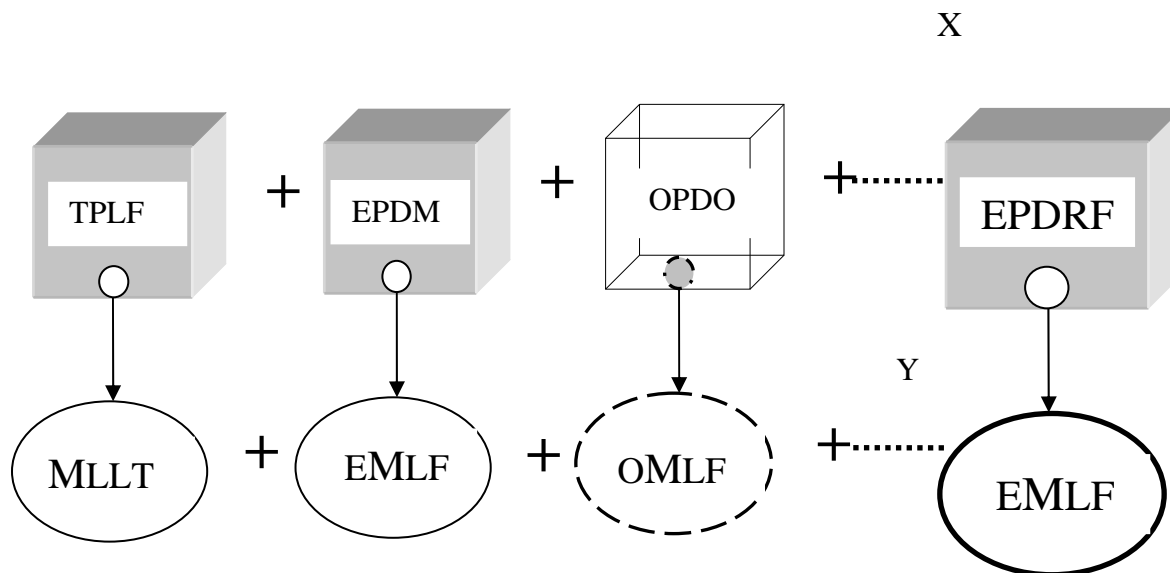 X
TPLF
+
EPDM
+
OPDO
+
EPDRF
Y
MLLT
+
EMLF
+
OMLF
+
EMLF